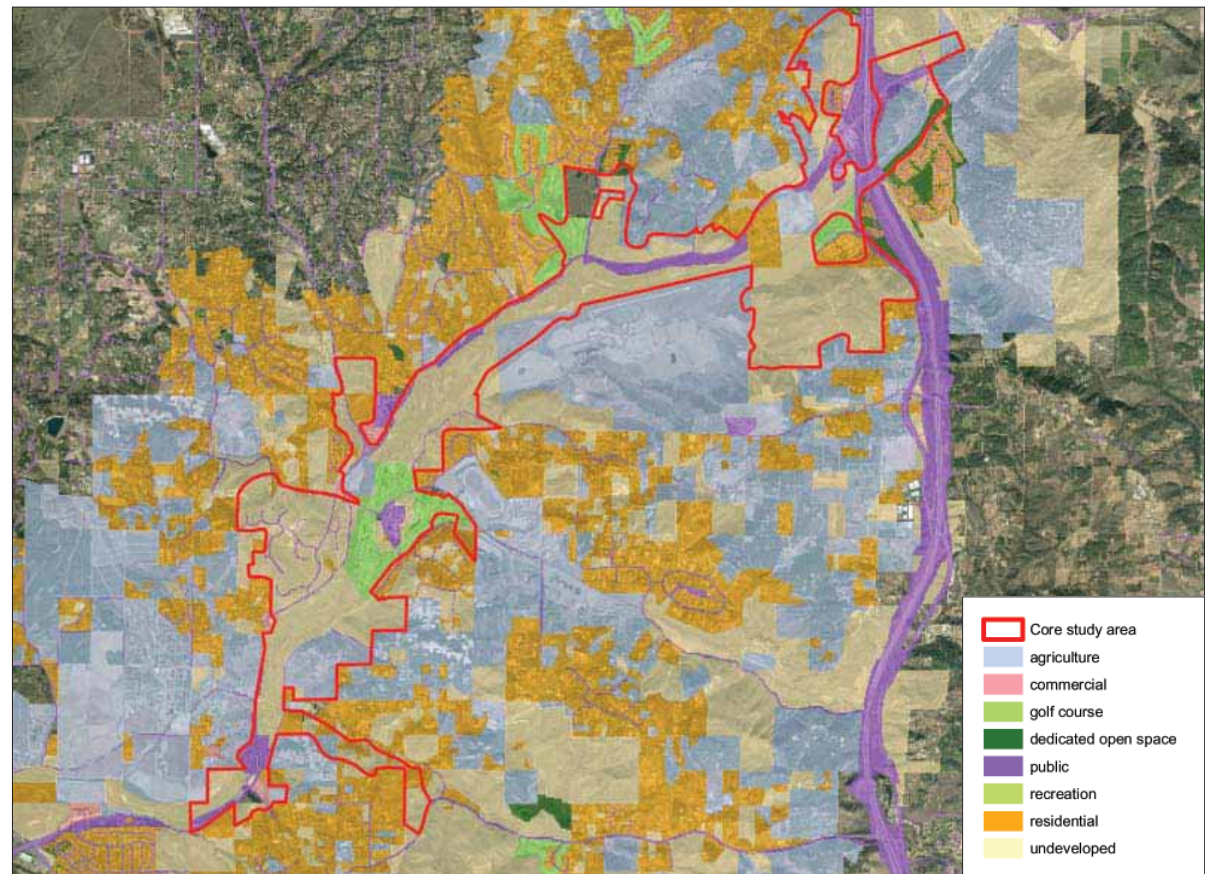 Core study area
agriculture
commercial
golf course
dedicated open space
public
recreation
residential
undeveloped